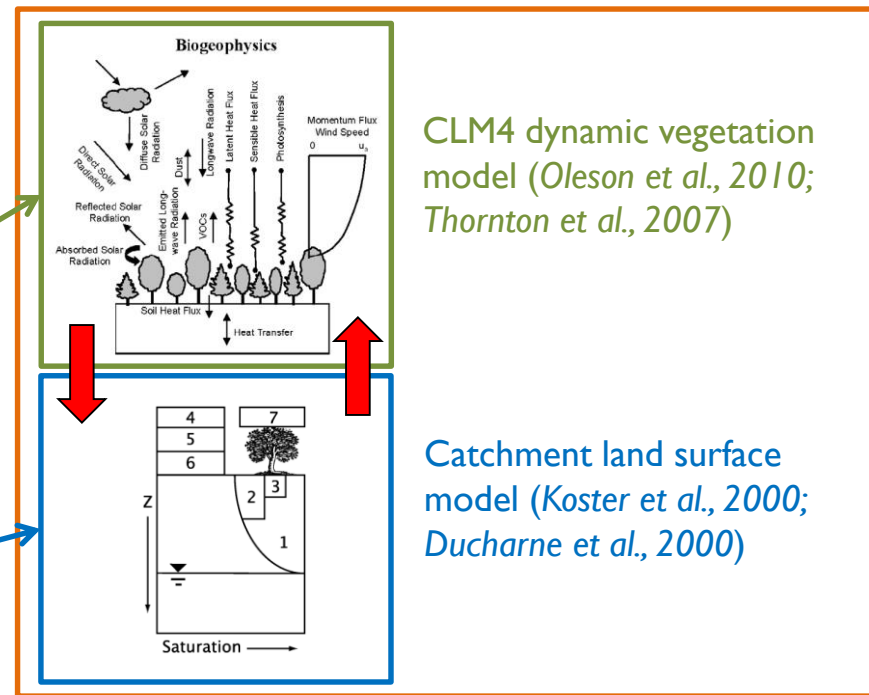 Biogeophysics
Diffuse Solar
Radiation
Direct Solar
Radiation
Reflected Solar
Radiation
Absorbed Solar
Radiation
Emitted Long-
wave Radiation
Dust
VOCs
Longwave Radiation
Latent Heat Flux
Sensible Heat Flux
Photosynthesis
Momentum Flux
Wind Speed
0
uₐ
Soil Heat Flux
Heat Transfer
CLM4 dynamic vegetation
model (Oleson et al., 2010;
Thornton et al., 2007)
4
7
5
6
3
2
1
Z
Saturation
Catchment land surface
model (Koster et al., 2000;
Ducharne et al., 2000)